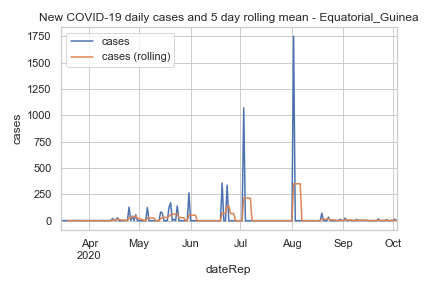 New COVID-19 daily cases and 5 day rolling mean - Equatorial_Guinea
cases
cases (rolling)
1750
1500
1250
1000
750
500
250
0
cases
Apr
2020
May
Jun
Jul
Aug
Sep
Oct
dateRep